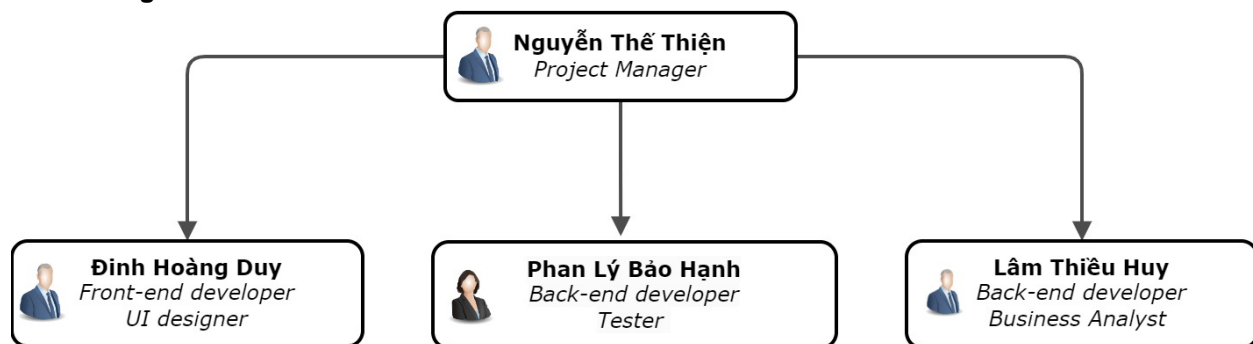 Nguyễn Thế Thiện
Project Manager
Đinh Hoàng Duy
Front-end developer
UI designer
Phan Lý Bảo Hạnh
Back-end developer
Tester
Lâm Thiều Huy
Back-end developer
Business Analyst